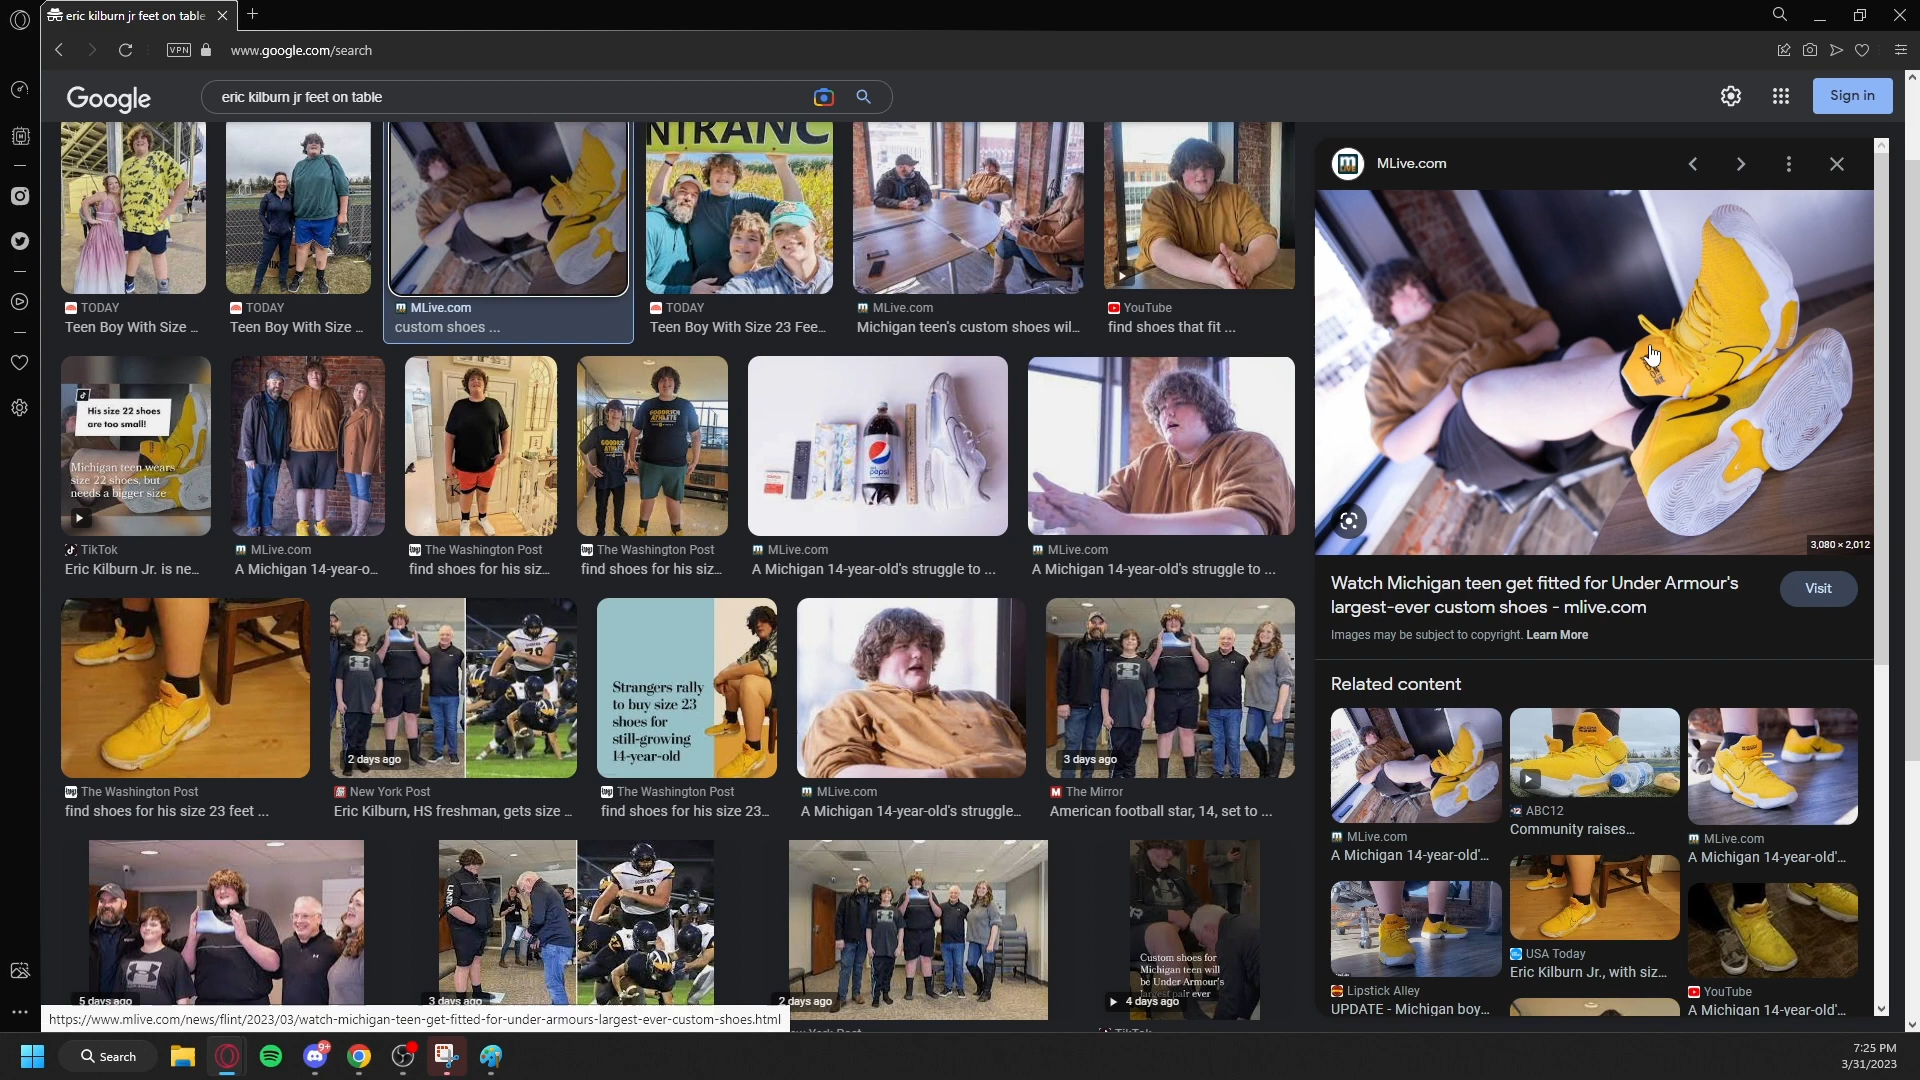 eric kilburn jr feet on table
VPN
www.google.com/search
Google
eric kilburn jr feet on table
Sign in
NTRANC
TODAY
Teen Boy With Size ...
TODAY
Teen Boy With Size ...
MLive.com
custom shoes ...
TODAY
Teen Boy With Size 23 Fee...
MLive.com
Michigan teen's custom shoes wil...
YouTube
find shoes that fit ...
His size 22 shoes
are too small!
Michigan teen wears
size 22 shoes, but
needs a bigger size
TikTok
Eric Kilburn Jr. is ne...
MLive.com
A Michigan 14-year-o...
The Washington Post
find shoes for his siz...
GOODRICH
ATHLETE
The Washington Post
find shoes for his siz...
pepsi
MLive.com
A Michigan 14-year-old's struggle to ...
MLive.com
A Michigan 14-year-old's struggle to ...
The Washington Post
find shoes for his size 23 feet ...
2 days ago
New York Post
Eric Kilburn, HS freshman, gets size ...
Strangers rally
to buy size 23
shoes for
still-growing
14-year-old
The Washington Post
find shoes for his size 23...
MLive.com
A Michigan 14-year-old's struggle...
3 days ago
The Mirror
American football star, 14, set to ...
5 days ago
3 days ago
2 days ago
Custom shoes for
Michigan teen will
be Under Armour's
largest pair ever
4 days ago
MLive.com
3,080 × 2,012
Watch Michigan teen get fitted for Under Armour's
largest-ever custom shoes - mlive.com
Visit
Images may be subject to copyright. Learn More
Related content
MLive.com
A Michigan 14-year-old'...
ABC12
Community raises...
MLive.com
A Michigan 14-year-old'...
Lipstick Alley
UPDATE - Michigan boy...
USA Today
Eric Kilburn Jr., with siz...
YouTube
A Michigan 14-year-old'...
https://www.mlive.com/news/flint/2023/03/watch-michigan-teen-get-fitted-for-under-armours-largest-ever-custom-shoes.html
Search
9+
7:25 PM
3/31/2023